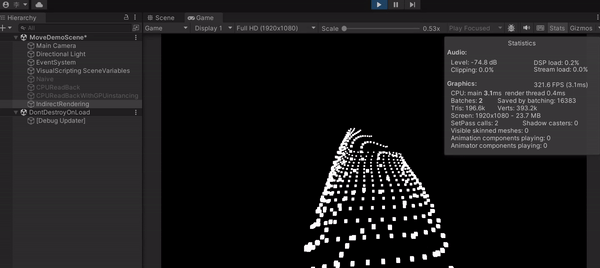 Hierarchy
Scene
Game
Game
Display 1
Full HD (1920x1080)
Scale
0.53x
Play Focused
Stats
Gizmos
All
MoveDemoScene*
Main Camera
Directional Light
EventSystem
VisualScripting SceneVariables
Naive
CPUReadBack
CPUReadBackWithGPUInstancing
IndirectRendering
DontDestroyOnLoad
[Debug Updater]
Statistics
Audio:
Level: -74.8 dB DSP load: 0.2%
Clipping: 0.0% Stream load: 0.0%
Graphics: 321.6 FPS (3.1ms)
CPU: main 3.1ms render thread 0.4ms
Batches: 2 Saved by batching: 16383
Tris: 196.6k Verts: 393.2k
Screen: 1920x1080 - 23.7 MB
SetPass calls: 2 Shadow casters: 0
Visible skinned meshes: 0
Animation components playing: 0
Animator components playing: 0